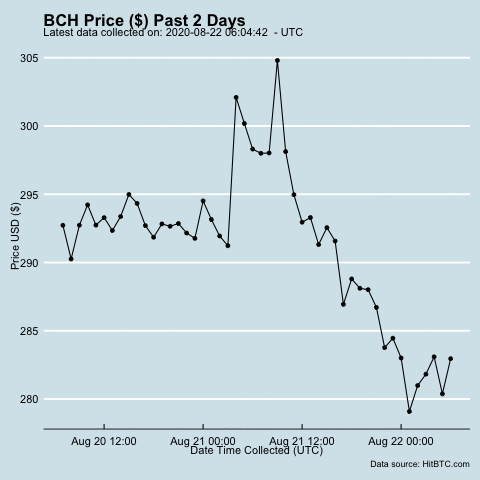 BCH Price ($) Past 2 Days
Latest data collected on: 2020-08-22 06:04:42 - UTC
305
300
295
290
285
280
Price USD ($)
Aug 20 12:00 Aug 21 00:00 Aug 21 12:00 Aug 22 00:00
Date Time Collected (UTC)
Data source: HitBTC.com